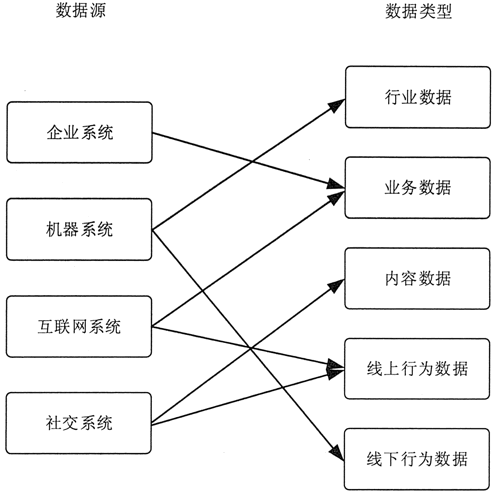 数据源
数据类型
企业系统
机器系统
互联网系统
社交系统
行业数据
业务数据
内容数据
线上行为数据
线下行为数据